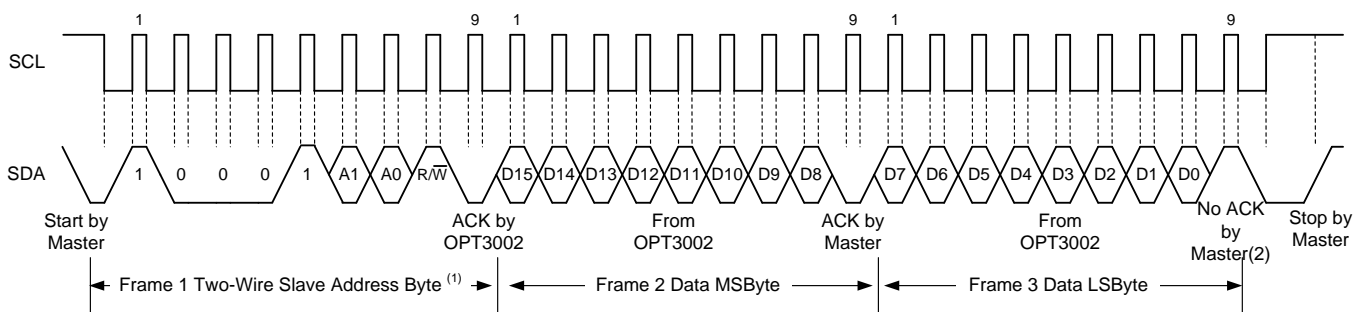 1 9 1 9 1 9
SCL
SDA
1 0 0 0 1 A1 A0 R/W̅ D15 D14 D13 D12 D11 D10 D9 D8 D7 D6 D5 D4 D3 D2 D1 D0
Start by
Master
ACK by
OPT3002
From
OPT3002
ACK by
Master
From
OPT3002
No ACK
by
Master(2)
Stop by
Master
Frame 1 Two-Wire Slave Address Byte (1)
Frame 2 Data MSByte
Frame 3 Data LSByte